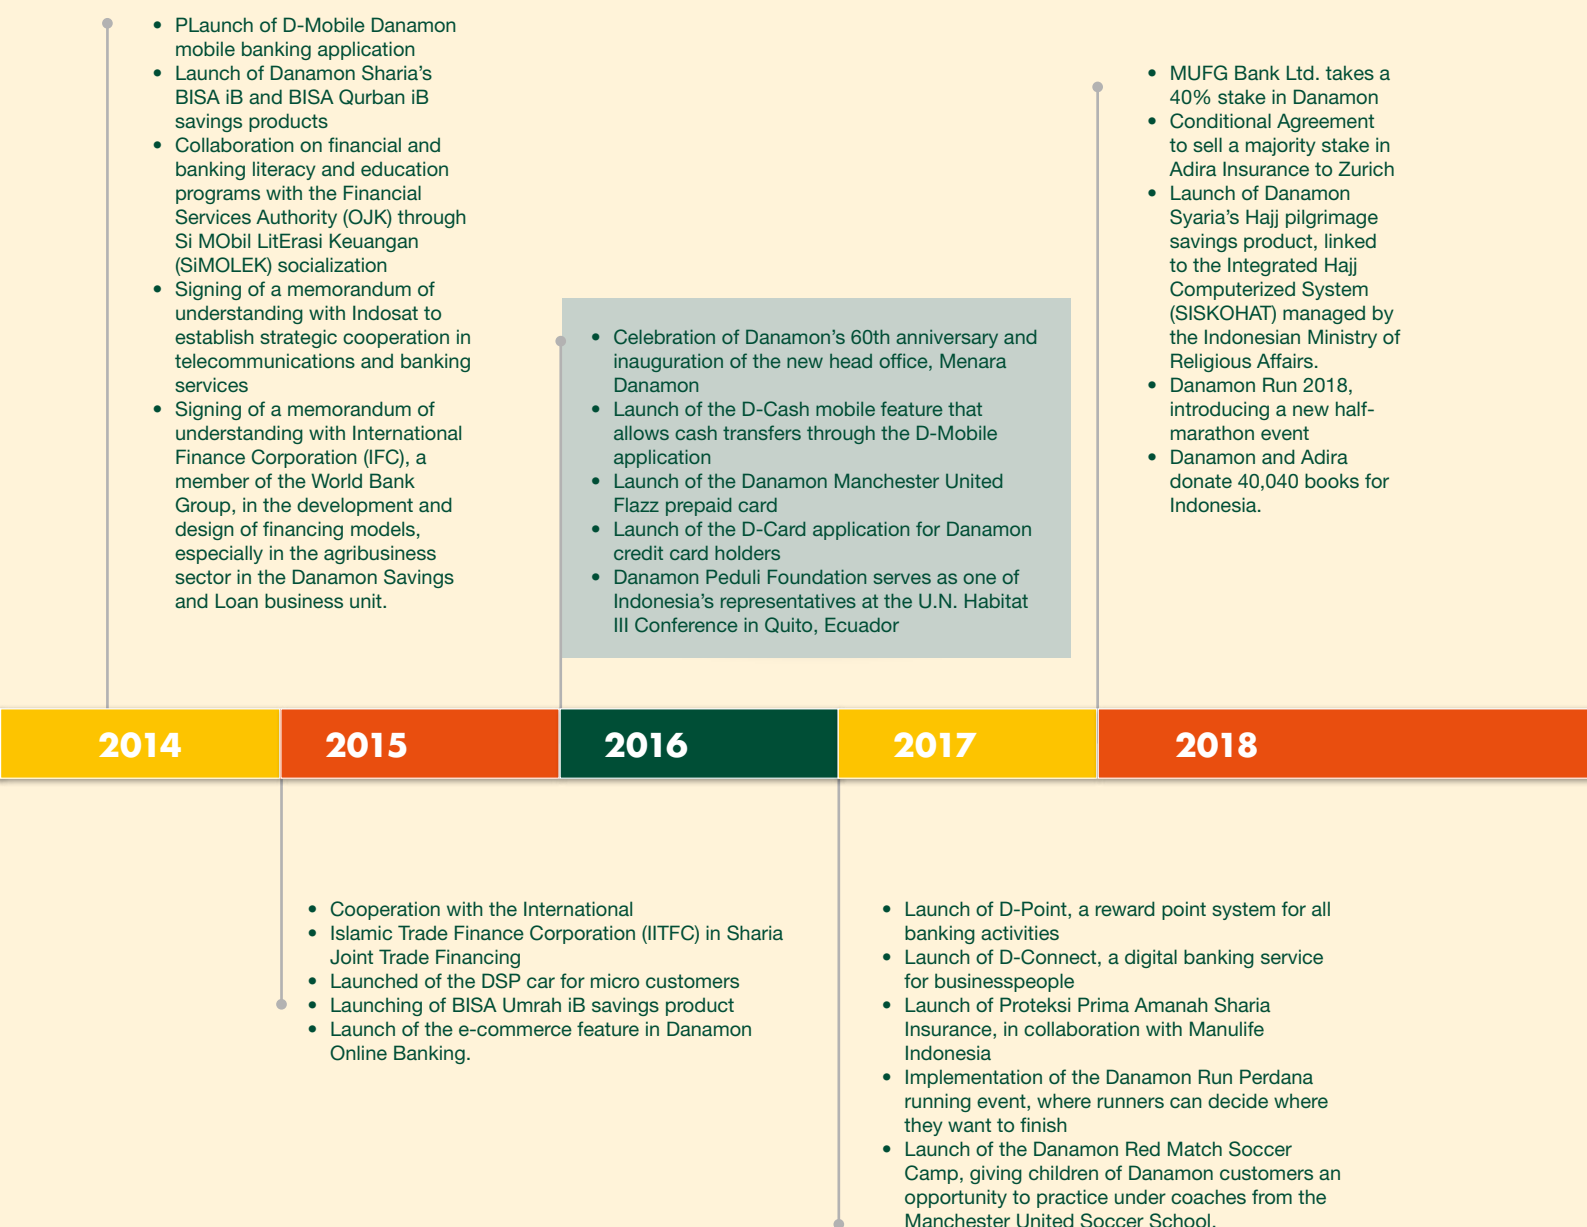 • PLaunch of D-Mobile Danamon
mobile banking application
• Launch of Danamon Sharia’s
BISA iB and BISA Qurban iB
savings products
• Collaboration on financial and
banking literacy and education
programs with the Financial
Services Authority (OJK) through
Si MObil LitErasi Keuangan
(SiMOLEK) socialization
• Signing of a memorandum of
understanding with Indosat to
establish strategic cooperation in
telecommunications and banking
services
• Signing of a memorandum of
understanding with International
Finance Corporation (IFC), a
member of the World Bank
Group, in the development and
design of financing models,
especially in the agribusiness
sector in the Danamon Savings
and Loan business unit.
• Celebration of Danamon’s 60th anniversary and
inauguration of the new head office, Menara
Danamon
• Launch of the D-Cash mobile feature that
allows cash transfers through the D-Mobile
application
• Launch of the Danamon Manchester United
Flazz prepaid card
• Launch of the D-Card application for Danamon
credit card holders
• Danamon Peduli Foundation serves as one of
Indonesia’s representatives at the U.N. Habitat
III Conference in Quito, Ecuador
• MUFG Bank Ltd. takes a
40% stake in Danamon
• Conditional Agreement
to sell a majority stake in
Adira Insurance to Zurich
• Launch of Danamon
Syaria’s Hajj pilgrimage
savings product, linked
to the Integrated Hajj
Computerized System
(SISKOHAT) managed by
the Indonesian Ministry of
Religious Affairs.
• Danamon Run 2018,
introducing a new half-
marathon event
• Danamon and Adira
donate 40,040 books for
Indonesia.
2014
2015
2016
2017
2018
• Cooperation with the International
• Islamic Trade Finance Corporation (IITFC) in Sharia
Joint Trade Financing
• Launched of the DSP car for micro customers
• Launching of BISA Umrah iB savings product
• Launch of the e-commerce feature in Danamon
Online Banking.
• Launch of D-Point, a reward point system for all
banking activities
• Launch of D-Connect, a digital banking service
for businesspeople
• Launch of Proteksi Prima Amanah Sharia
Insurance, in collaboration with Manulife
Indonesia
• Implementation of the Danamon Run Perdana
running event, where runners can decide where
they want to finish
• Launch of the Danamon Red Match Soccer
Camp, giving children of Danamon customers an
opportunity to practice under coaches from the
Manchester United Soccer School.